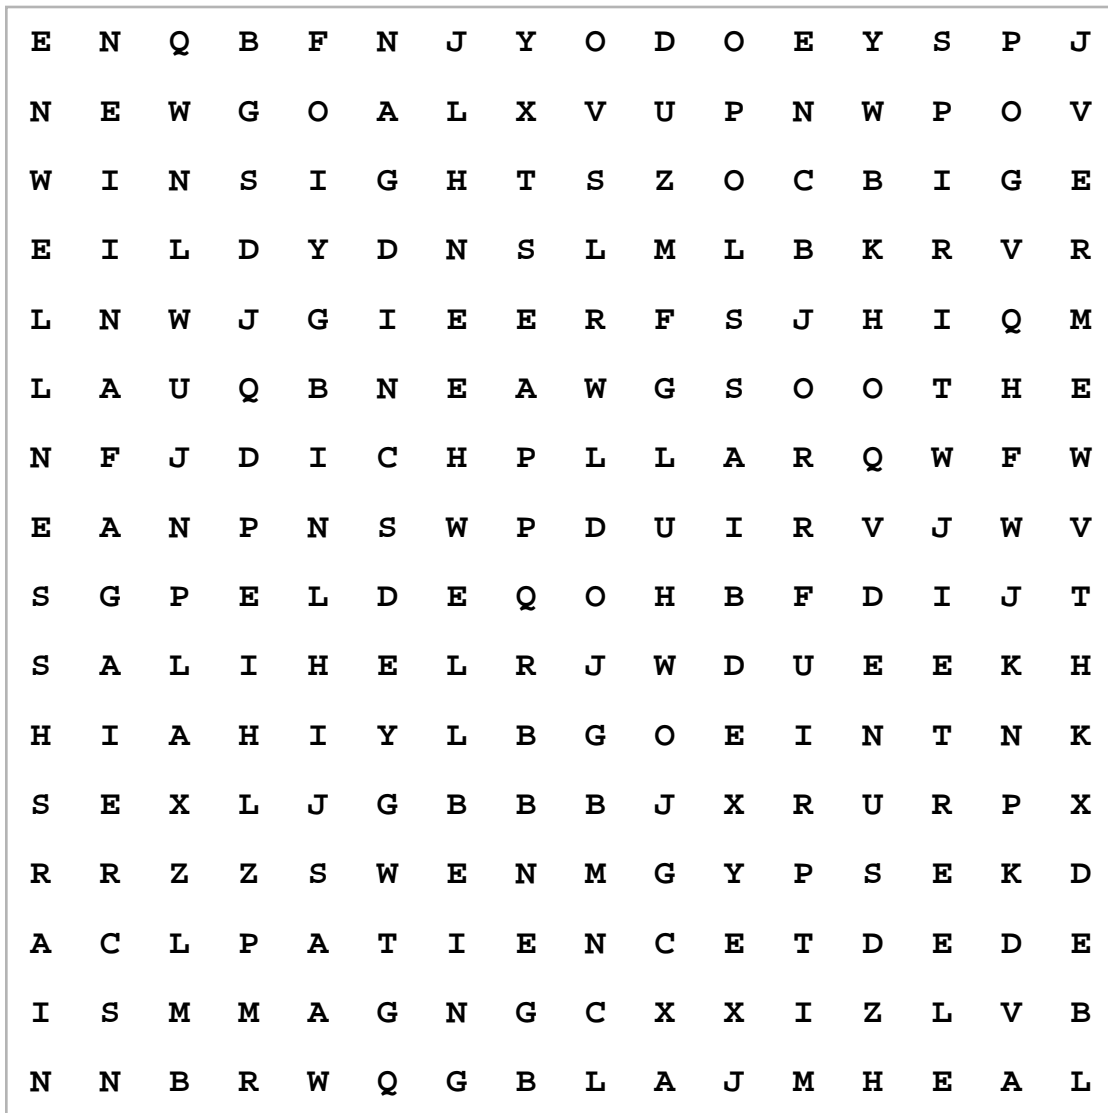 E N Q B F N J Y O D O E Y S P J
N E W G O A L X V U P N W P O V
W I N S I G H T S Z O C B I G E
E I L D Y D N S L M L B K R V R
L N W J G I E E R F S J H I Q M
L A U Q B N E A W G S O O T H E
N F J D I C H P L L A R Q W F W
E A N P N S W P D U I R V J W V
S G P E L D E Q O H B F D I J T
S A L I H E L R J W D U E E K H
H I A H I Y L B G O E I N T N K
S E X L J G B B B J X R U R P X
R R Z Z S W E N M G Y P S E K D
A C L P A T I E N C E T D E D E
I S M M A G N G C X X I Z L V B
N N B R W Q G B L A J M H E A L